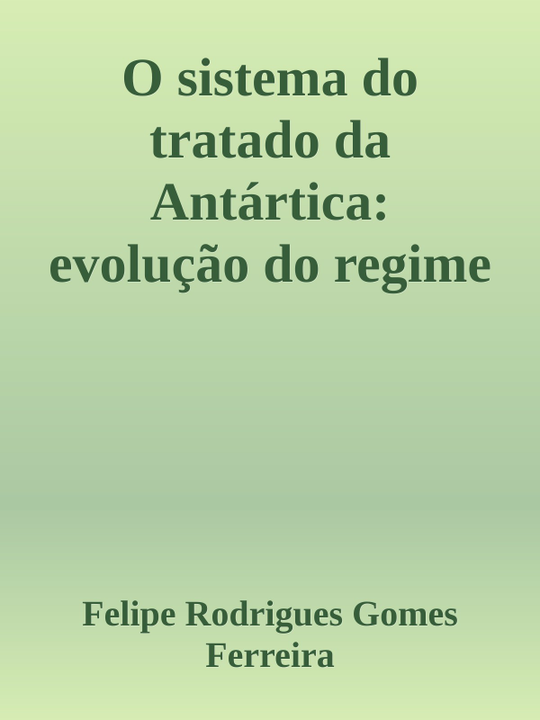 O sistema do
tratado da
Antártica:
evolução do regime
Felipe Rodrigues Gomes
Ferreira